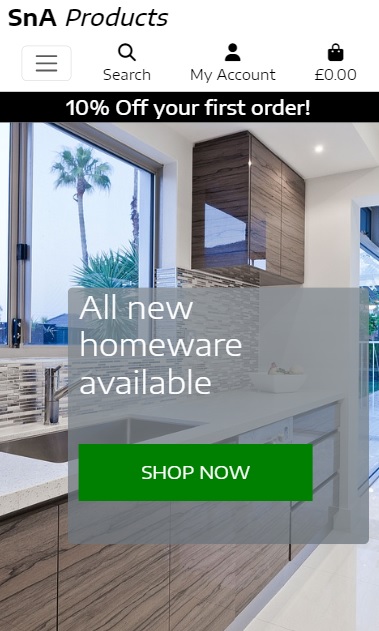 SnA Products
Search
My Account
£0.00
10% Off your first order!
All new
homeware
available
SHOP NOW